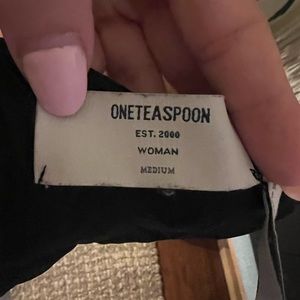 ONETEASPOON
EST. 2000
WOMAN
MEDIUM